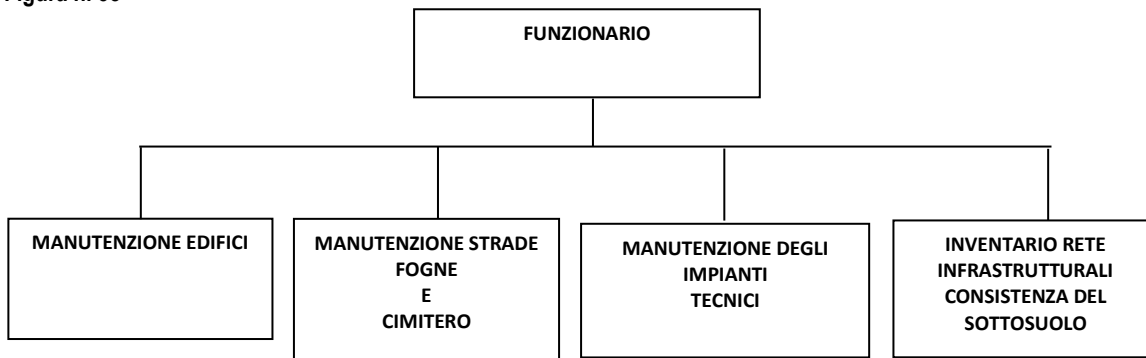 FUNZIONARIO
MANUTENZIONE EDIFICI
MANUTENZIONE STRADE
FOGNE
E
CIMITERO
MANUTENZIONE DEGLI
IMPIANTI
TECNICI
INVENTARIO RETE
INFRASTRUTTURALI
CONSISTENZA DEL
SOTTOSUOLO